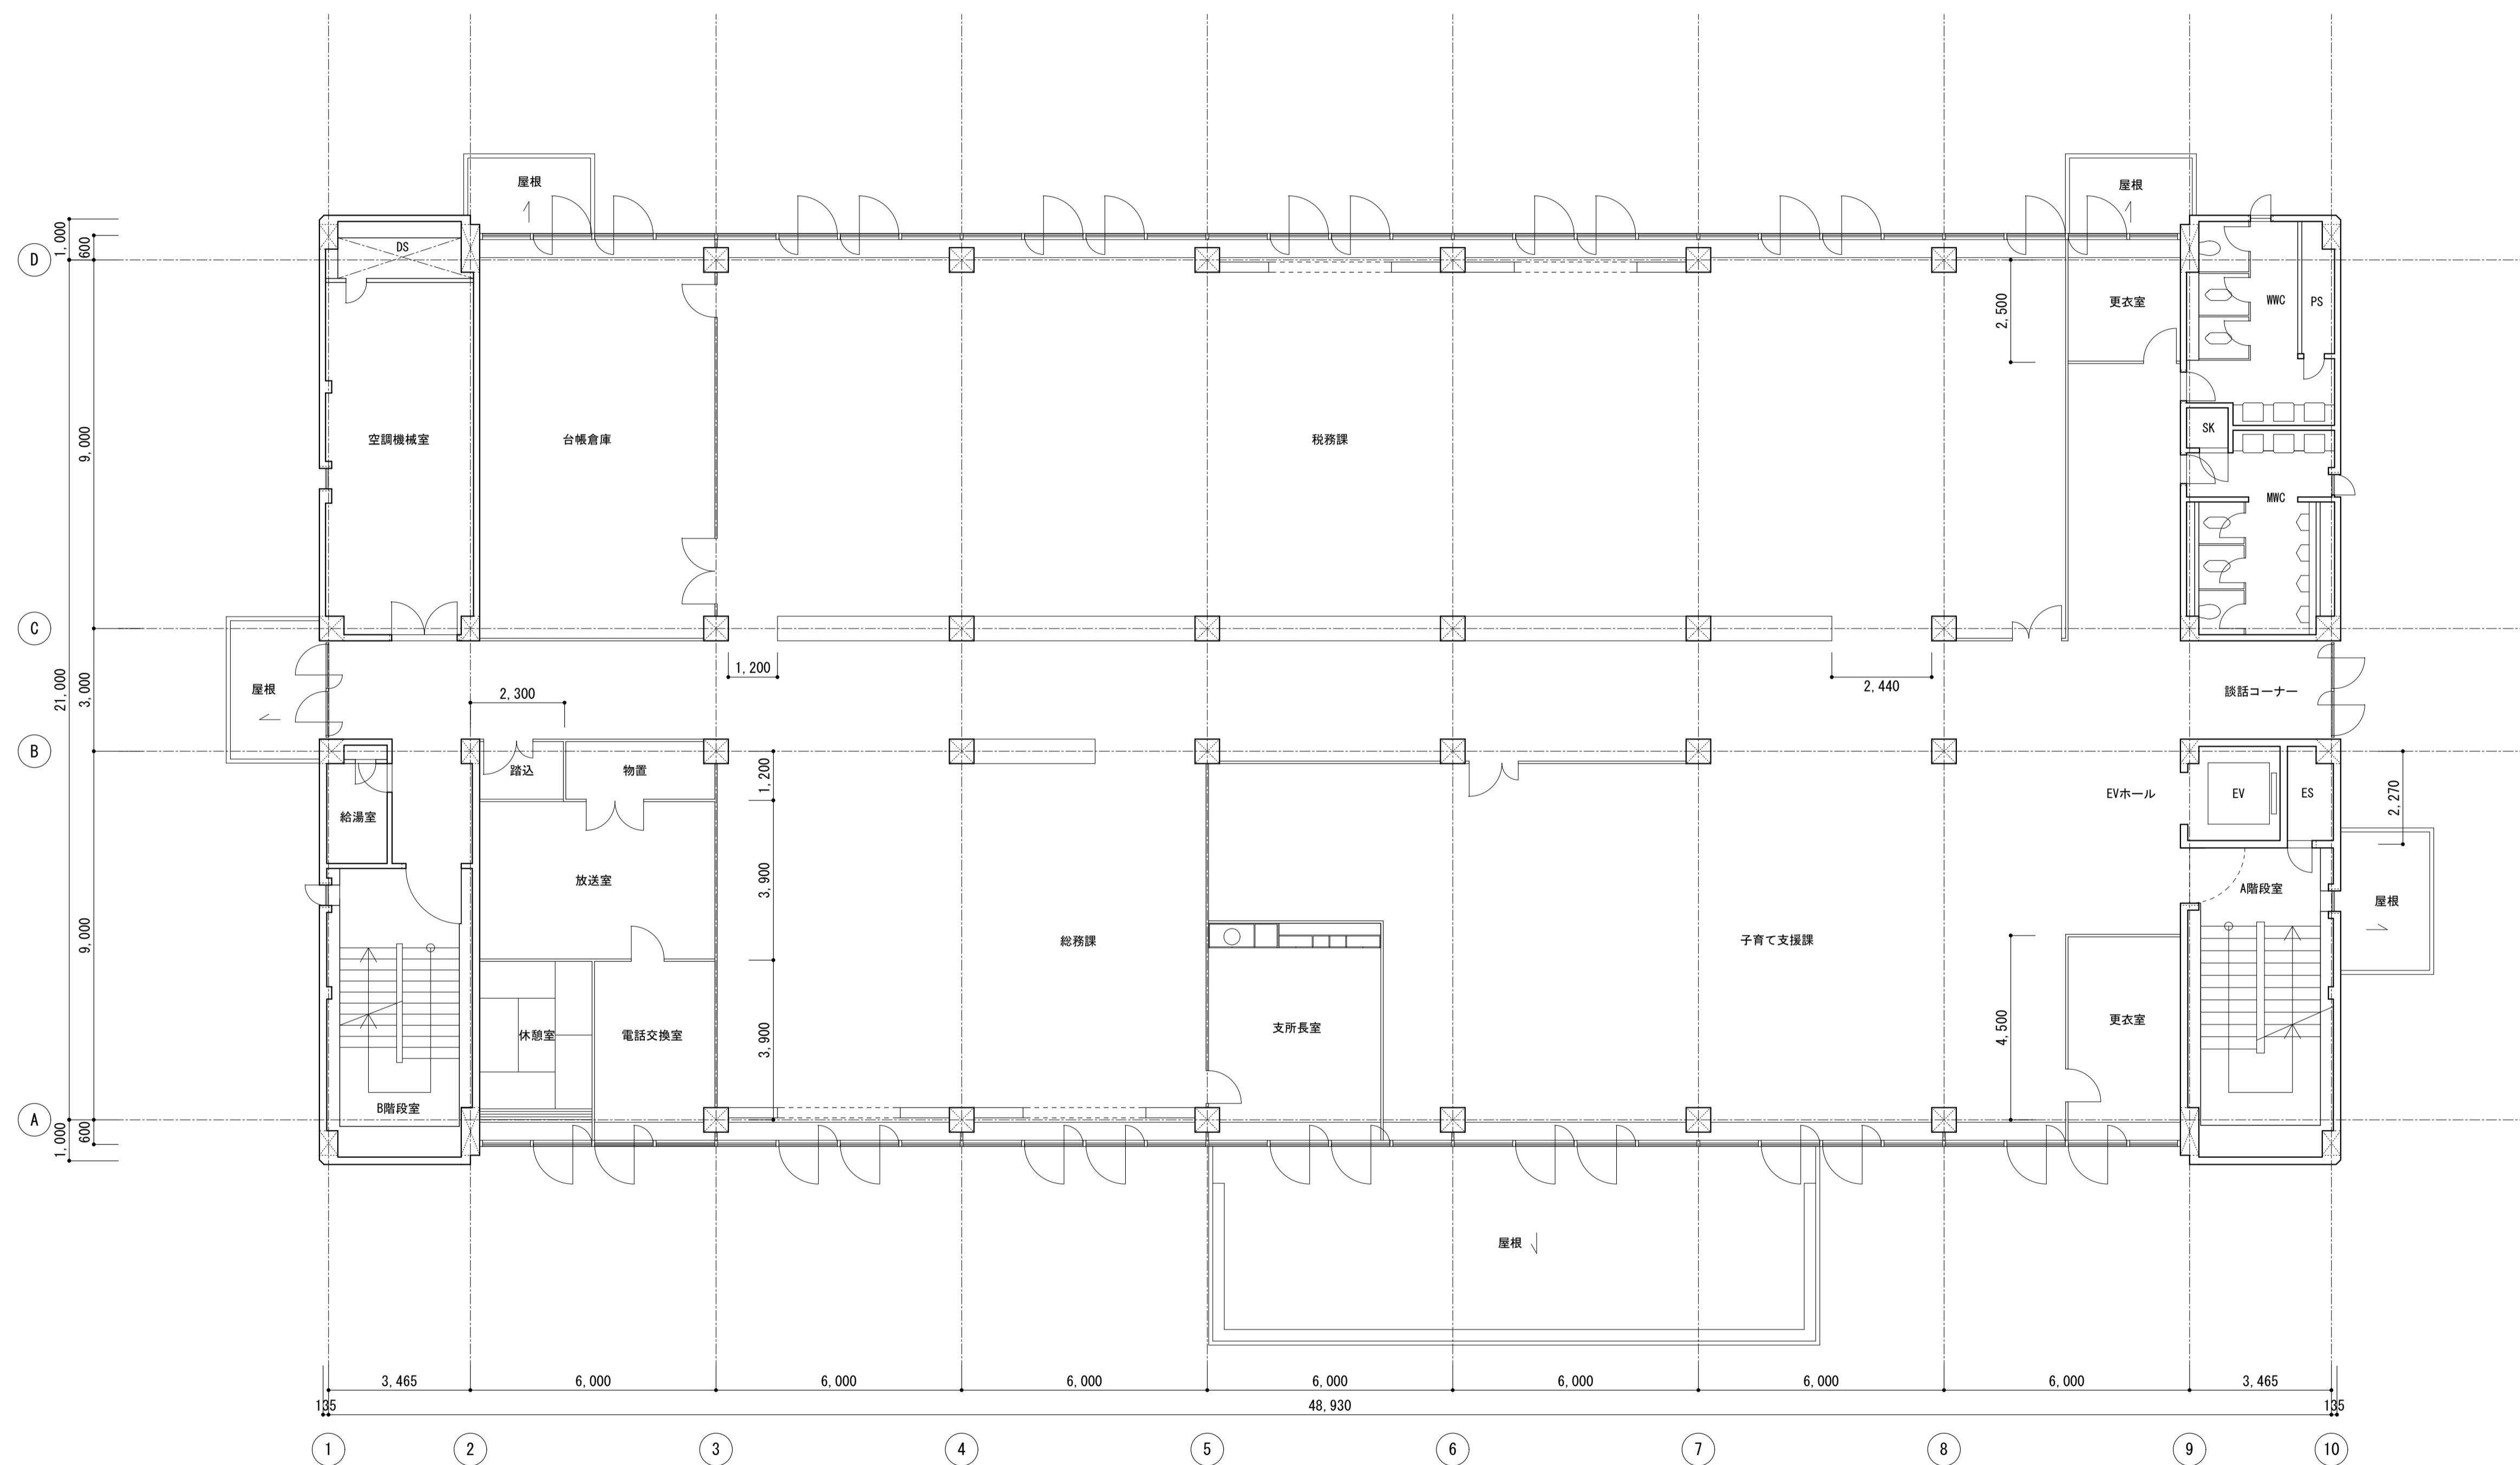 屋根
屋根
1,000
600
D
DS
2,500
更衣室
WWC
PS
9,000
空調機械室
台帳倉庫
税務課
SK
MWC
C
21,000
3,000
屋根
1,200
2,300
2,440
談話コーナー
B
踏込
物置
1,200
給湯室
EVホール
EV
ES
2,270
放送室
3,900
A階段室
屋根
9,000
総務課
子育て支援課
支所長室
4,500
更衣室
休憩室
電話交換室
3,900
B階段室
A
1,000
600
屋根
3,465
6,000
6,000
6,000
6,000
6,000
6,000
6,000
3,465
135
48,930
135
1
2
3
4
5
6
7
8
9
10